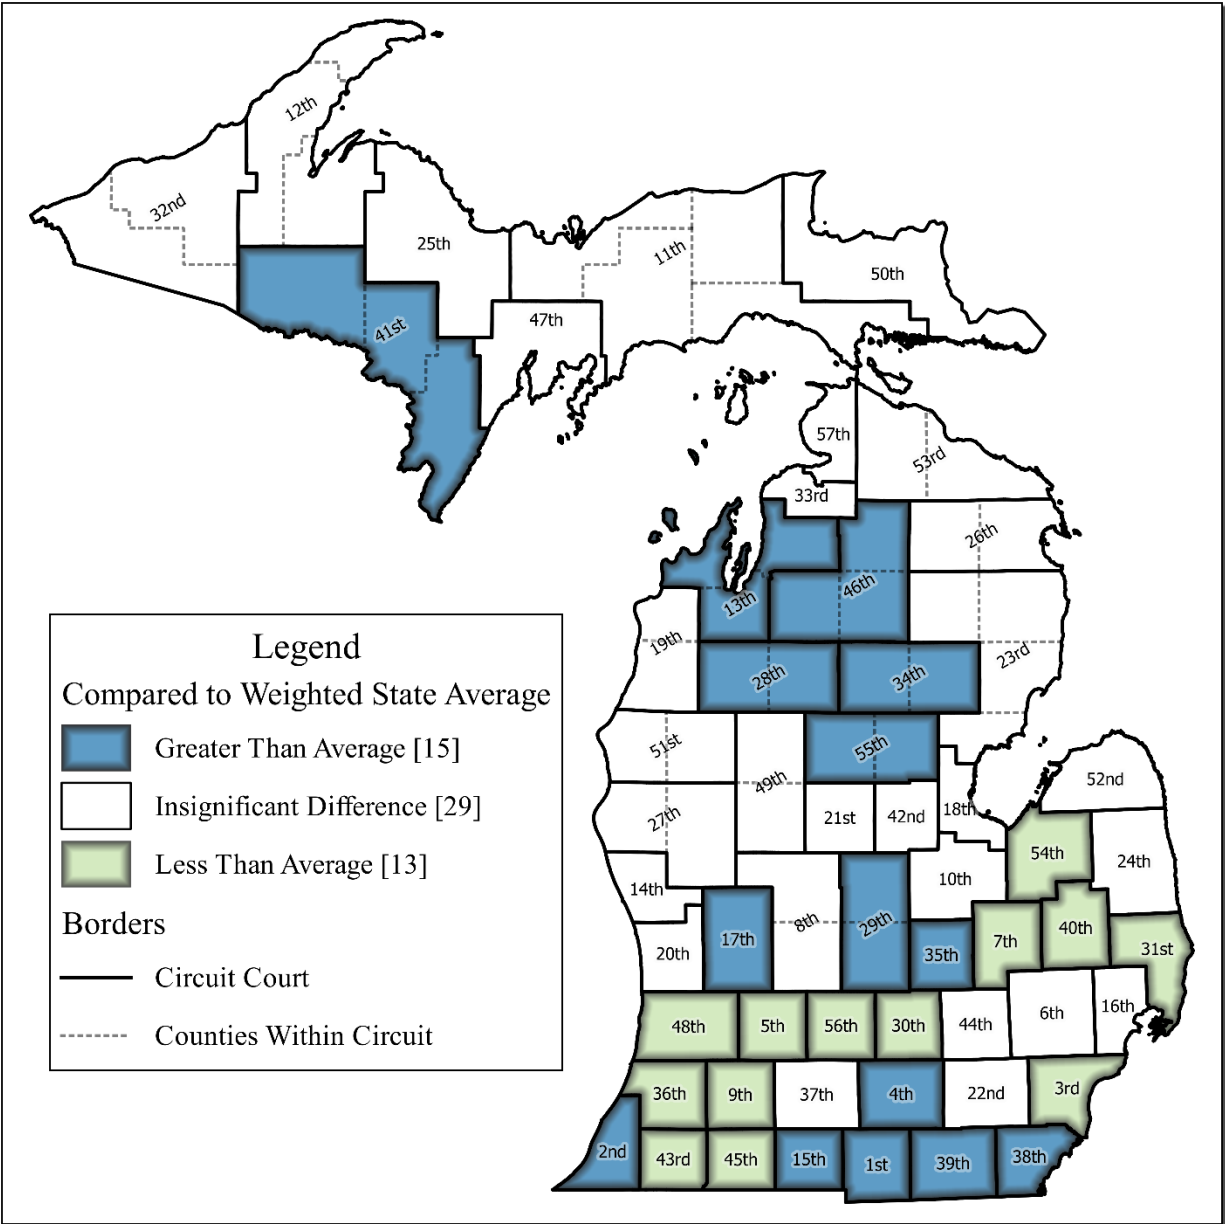 12th
32nd
25th
11th
50th
41st
47th
57th
53rd
33rd
26th
13th
46th
19th
28th
34th
23rd
51st
55th
49th
52nd
27th
21st
42nd
18th
54th
24th
14th
10th
8th
17th
29th
35th
7th
40th
31st
20th
48th
5th
56th
30th
44th
6th
16th
36th
9th
37th
4th
22nd
3rd
2nd
43rd
45th
15th
1st
39th
38th
Legend
Compared to Weighted State Average
Greater Than Average [15]
Insignificant Difference [29]
Less Than Average [13]
Borders
Circuit Court
Counties Within Circuit